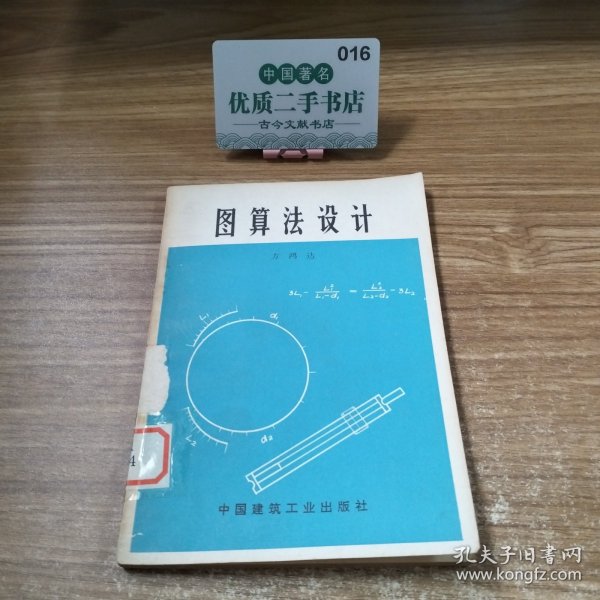 016
中国著名
优质二手书店
古今文献书店
图算法设计
方鸿达
3L₁ - L₁²/(L₁-d₁) = L₂²/(L₂-d₂) - 3L₂
L₁
d₁
L₂
d₂
4
中国建筑工业出版社
孔夫子旧书网
www.kongfz.com